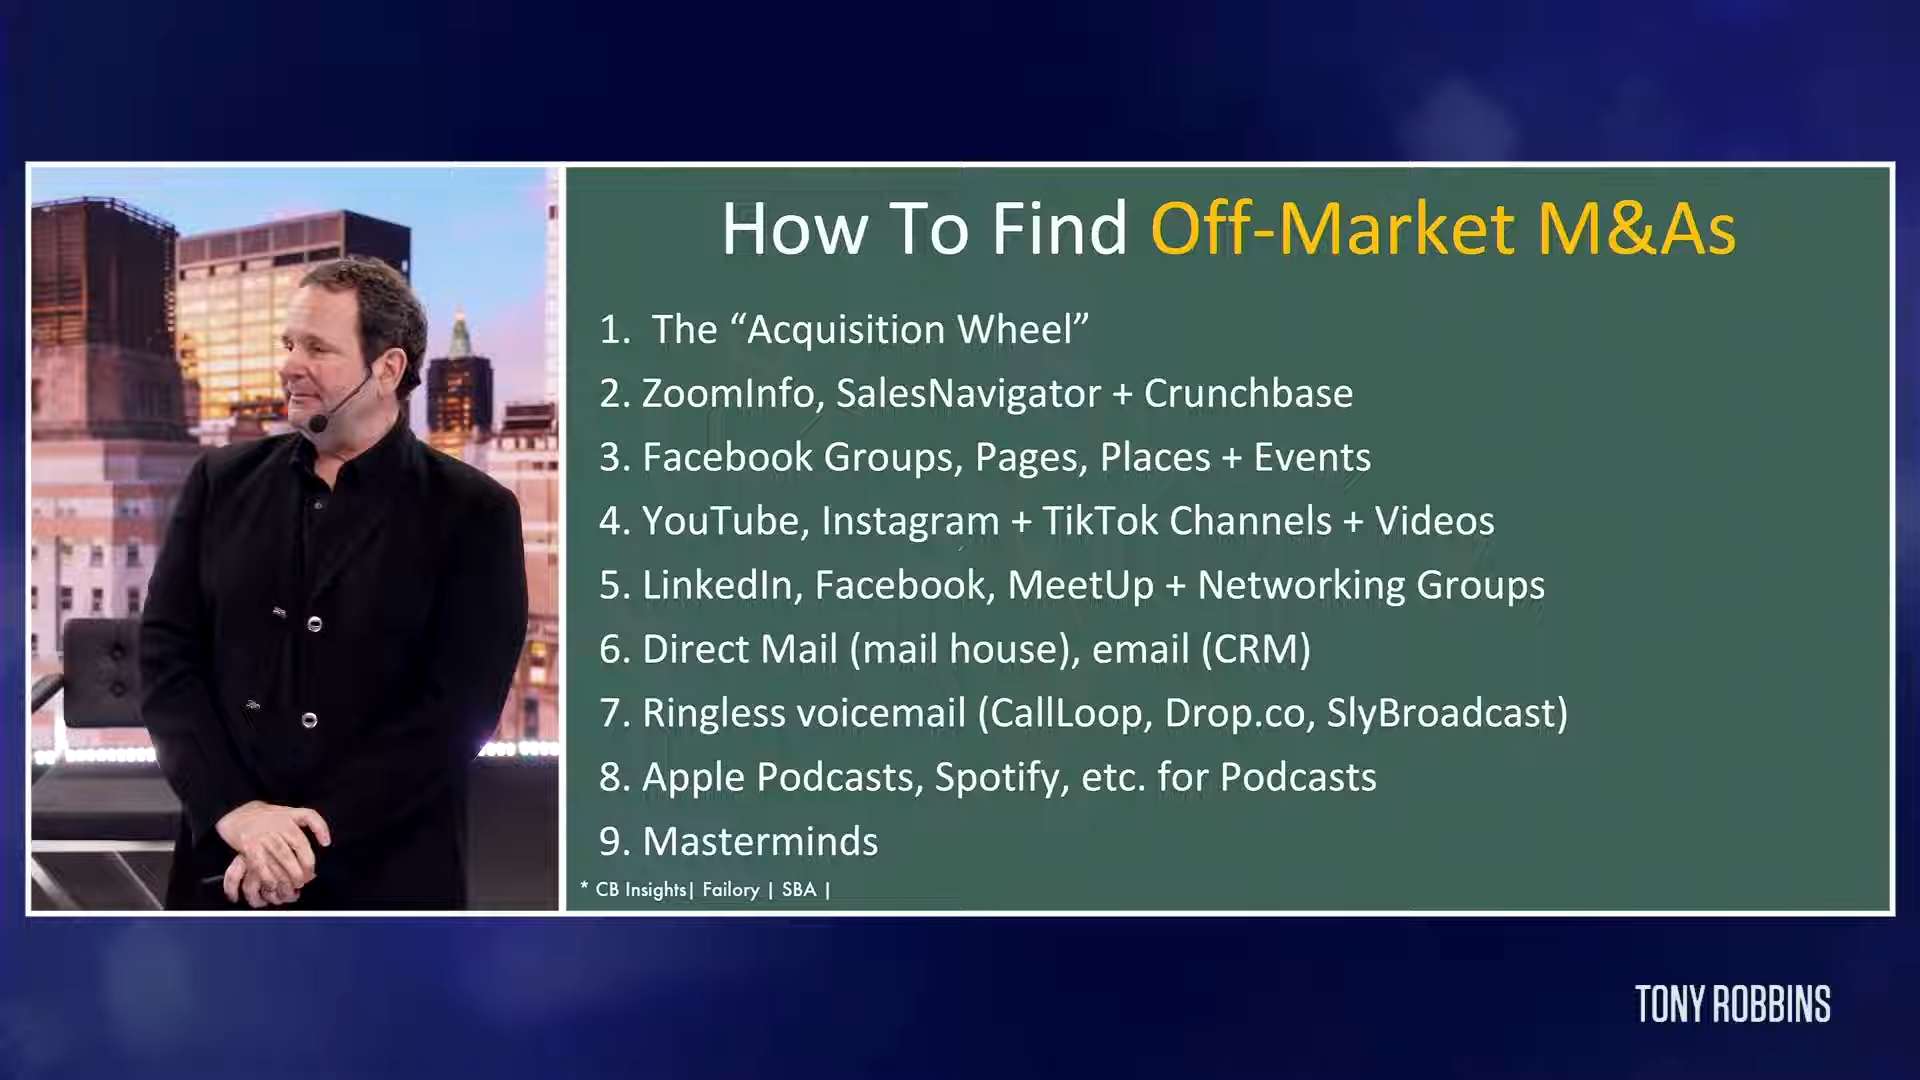 How To Find Off-Market M&As
1. The “Acquisition Wheel”
2. ZoomInfo, SalesNavigator + Crunchbase
3. Facebook Groups, Pages, Places + Events
4. YouTube, Instagram + TikTok Channels + Videos
5. LinkedIn, Facebook, MeetUp + Networking Groups
6. Direct Mail (mail house), email (CRM)
7. Ringless voicemail (CallLoop, Drop.co, SlyBroadcast)
8. Apple Podcasts, Spotify, etc. for Podcasts
9. Masterminds
* CB Insights| Failory | SBA |
TONY ROBBINS